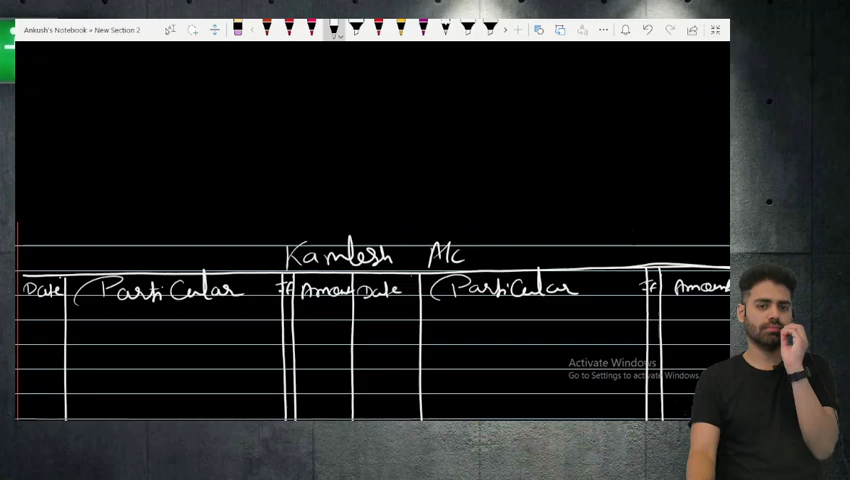 Ankush's Notebook » New Section 2
Kamlesh A/c
Date Particular Jf Amount Date Particular Jf Amount
Activate Windows
Go to Settings to activate Windows.